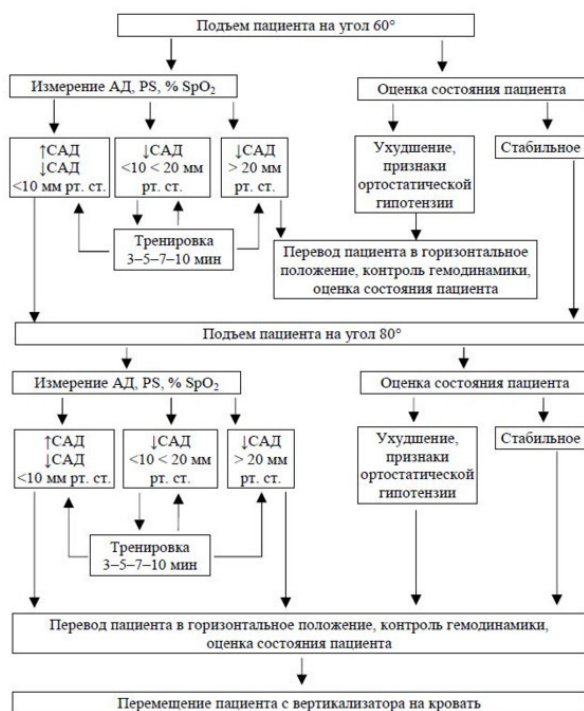 Подъем пациента на угол 60°
Измерение АД, PS, % SpO₂
Оценка состояния пациента
↑САД
↓САД
<10 мм рт. ст.
↓САД
<10 < 20 мм
рт. ст.
↓САД
> 20 мм
рт. ст.
Ухудшение,
признаки
ортостатической
гипотензии
Стабильное
Тренировка
3–5–7–10 мин
Перевод пациента в горизонтальное
положение, контроль гемодинамики,
оценка состояния пациента
Подъем пациента на угол 80°
Измерение АД, PS, % SpO₂
Оценка состояния пациента
↑САД
↓САД
<10 мм рт. ст.
↓САД
<10 < 20 мм
рт. ст.
↓САД
> 20 мм
рт. ст.
Ухудшение,
признаки
ортостатической
гипотензии
Стабильное
Тренировка
3–5–7–10 мин
Перевод пациента в горизонтальное положение, контроль гемодинамики,
оценка состояния пациента
Перемещение пациента с вертикализатора на кровать